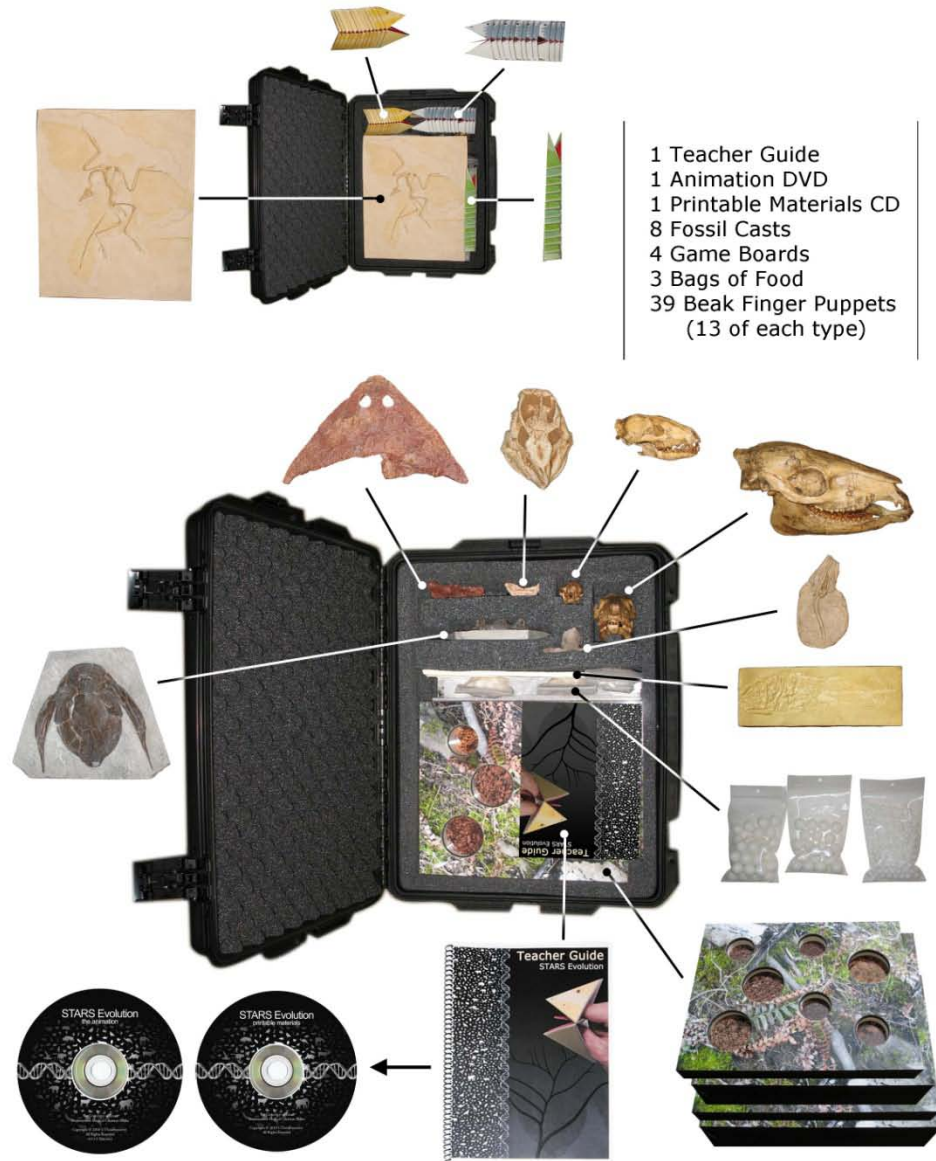 1 Teacher Guide
1 Animation DVD
1 Printable Materials CD
8 Fossil Casts
4 Game Boards
3 Bags of Food
39 Beak Finger Puppets
(13 of each type)
Teacher Guide
STARS Evolution
Teacher Guide
STARS Evolution
STARS Evolution
the animation
STARS Evolution
printable materials